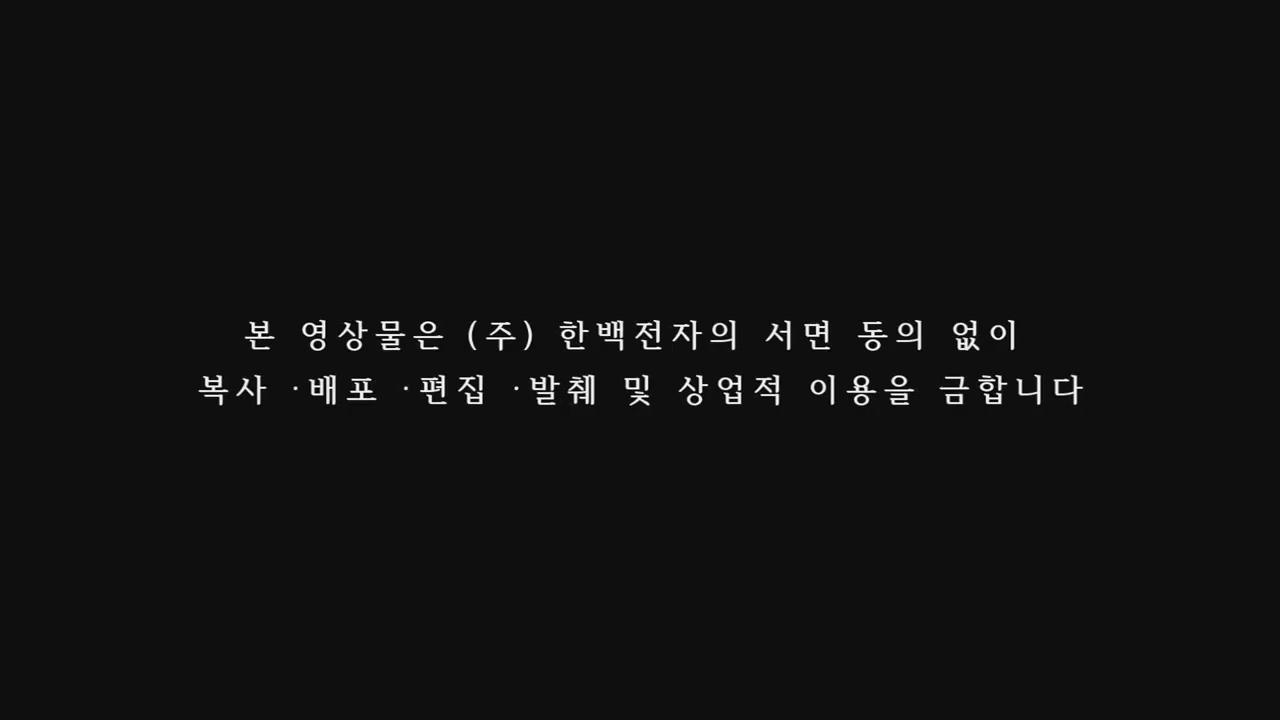 본 영상물은 (주) 한백전자의 서면 동의 없이
복사 ·배포 ·편집 ·발췌 및 상업적 이용을 금합니다